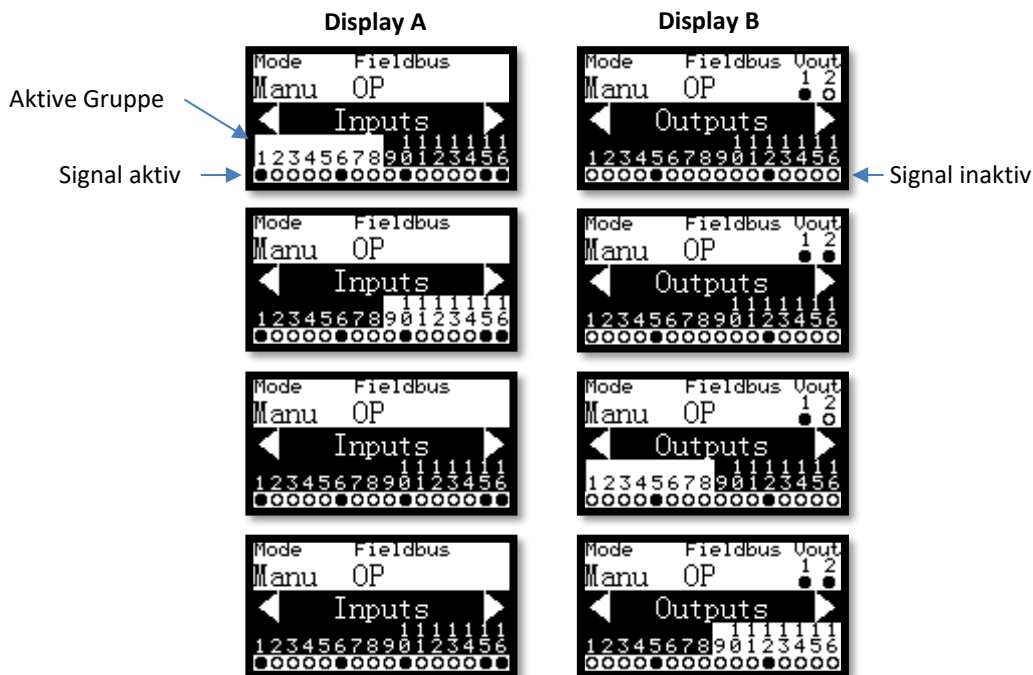 Display A
Display B
Aktive Gruppe
Signal aktiv
Signal inaktiv
Mode Fieldbus
Manu OP
Inputs
1111111
1234567890123456
Mode Fieldbus Vout
1 2
Manu OP
Outputs
1111111
1234567890123456
Mode Fieldbus
Manu OP
Inputs
1111111
1234567890123456
Mode Fieldbus Vout
1 2
Manu OP
Outputs
1111111
1234567890123456
Mode Fieldbus
Manu OP
Inputs
1111111
1234567890123456
Mode Fieldbus Vout
1 2
Manu OP
Outputs
1111111
1234567890123456
Mode Fieldbus
Manu OP
Inputs
1111111
1234567890123456
Mode Fieldbus Vout
1 2
Manu OP
Outputs
1111111
1234567890123456